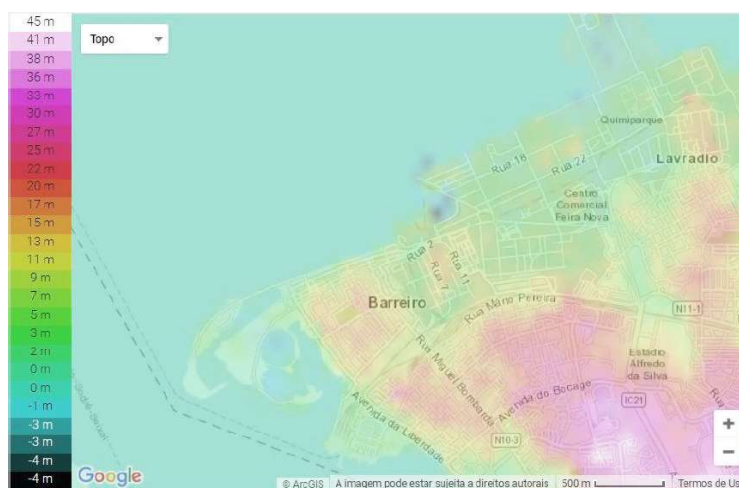 45 m
41 m
38 m
36 m
33 m
30 m
27 m
25 m
22 m
20 m
17 m
15 m
13 m
11 m
9 m
7 m
5 m
3 m
2 m
0 m
0 m
-1 m
-3 m
-3 m
-4 m
-4 m
Topo
Quimiparque
Rua 18
Rua 22
Lavradio
Centro
Comercial
Feira Nova
Rua 2
Rua 7
Rua 11
Barreiro
Rua Mário Pereira
N11-1
Rua Miguel Bombarda
Estádio
Alfredo
da Silva
Avenida do Bocage
IC21
Avenida da Liberdade
N10-3
+
−
Google
© ArcGIS
A imagem pode estar sujeita a direitos autorais
500 m
Termos de Us